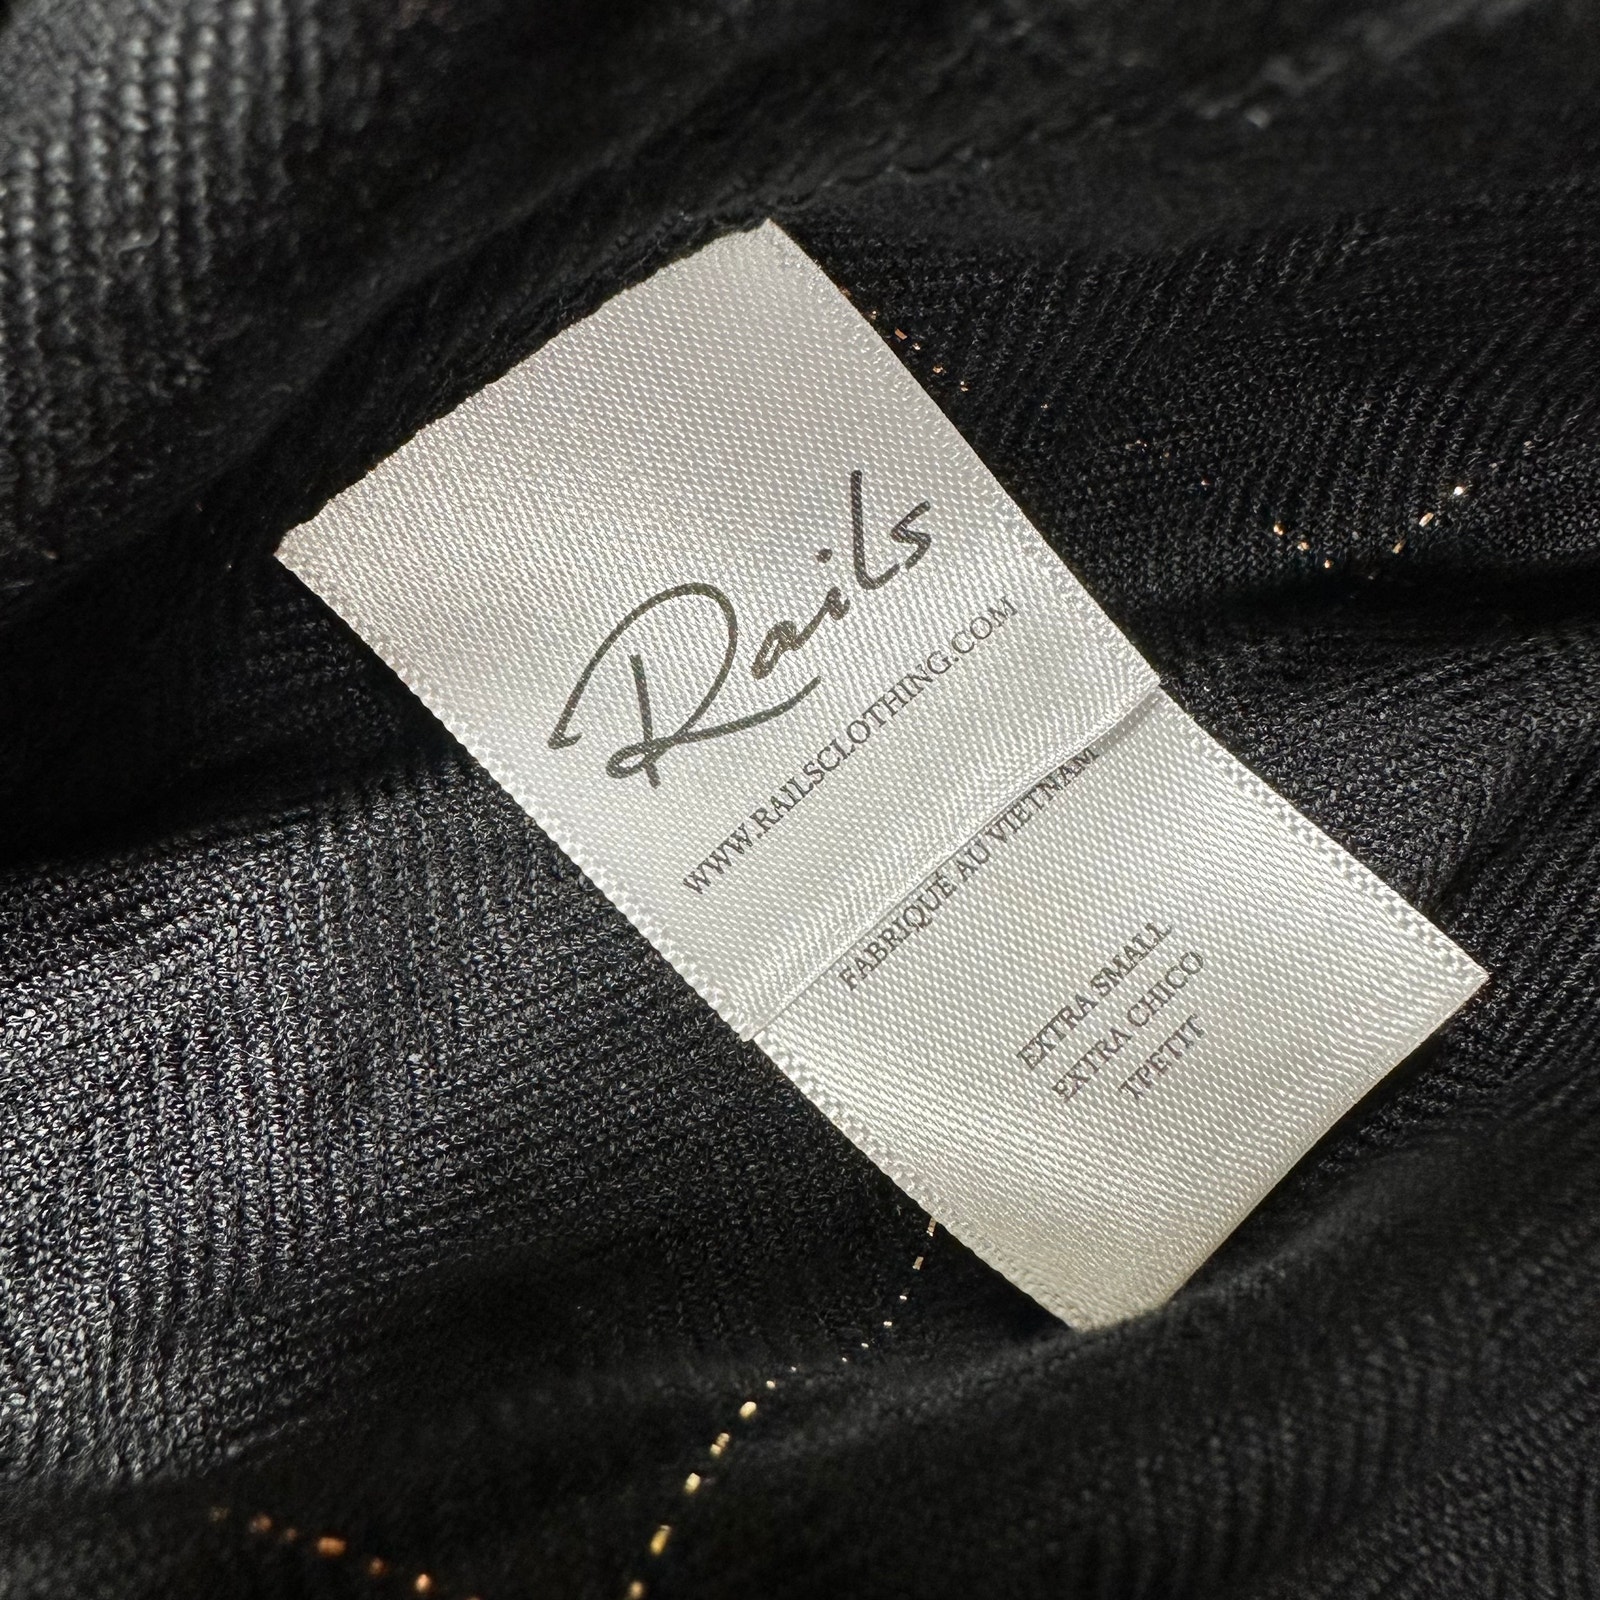 Rails
WWW.RAILSCLOTHING.COM
FABRIQUÉ AU VIETNAM
EXTRA SMALL
EXTRA CHICO
TPETIT